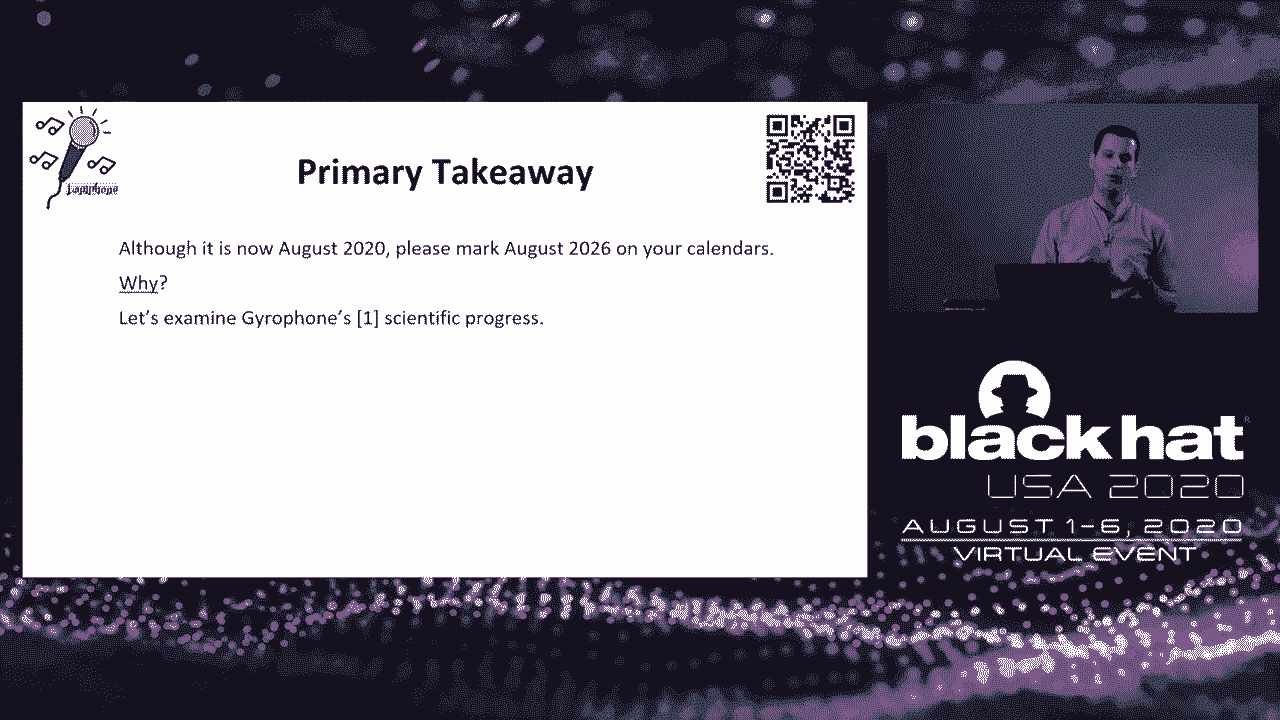 Lamphone
Primary Takeaway
Although it is now August 2020, please mark August 2026 on your calendars.
Why?
Let's examine Gyrophone's [1] scientific progress.
black hat®
USA 2020
AUGUST 1-6, 2020
VIRTUAL EVENT